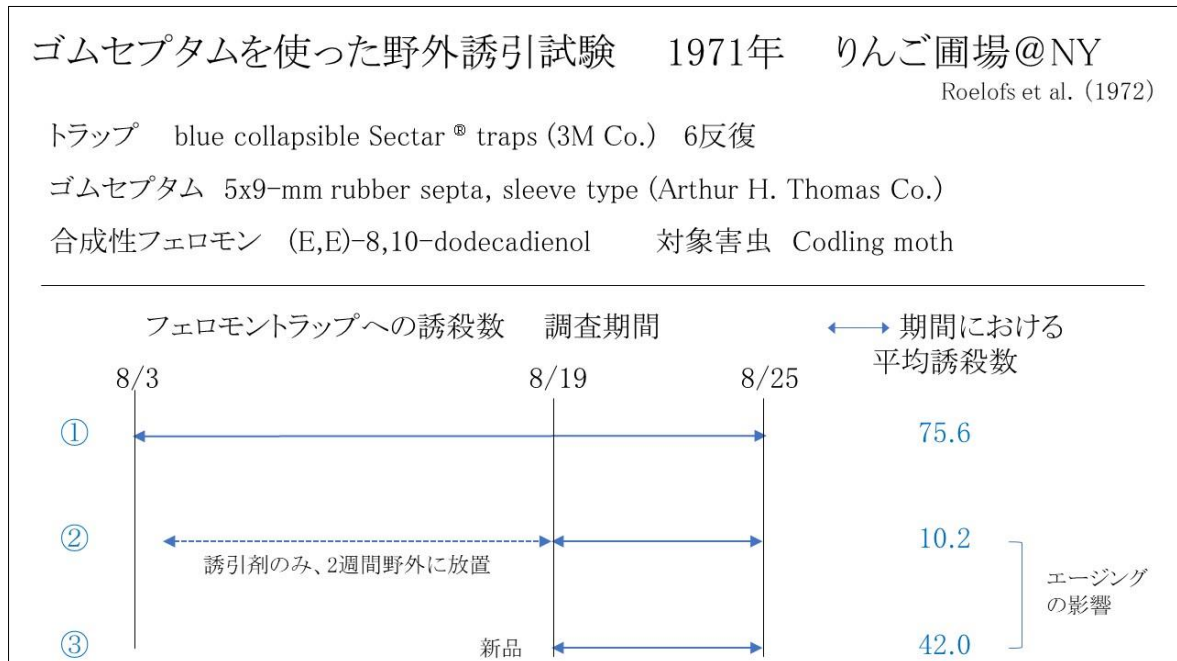 ゴムセプタムを使った野外誘引試験 1971年 りんご圃場@NY
Roelofs et al. (1972)
トラップ blue collapsible Sectar ® traps (3M Co.) 6反復
ゴムセプタム 5x9-mm rubber septa, sleeve type (Arthur H. Thomas Co.)
合成性フェロモン (E,E)-8,10-dodecadienol 対象害虫 Codling moth
フェロモントラップへの誘殺数 調査期間
期間における
平均誘殺数
8/3 8/19 8/25
① 75.6
② 10.2
誘引剤のみ、2週間野外に放置
エージング
の影響
③ 新品 42.0